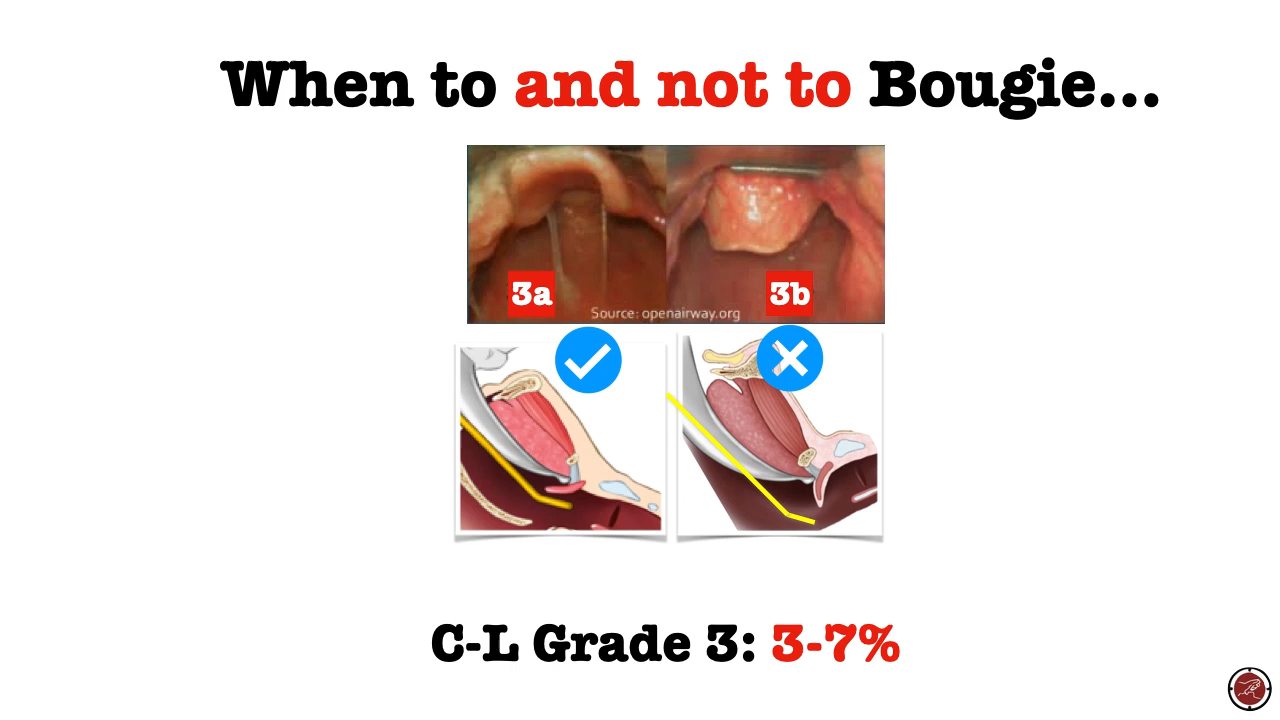 When to and not to Bougie...
3a
3b
Source: openairway.org
C-L Grade 3: 3-7%